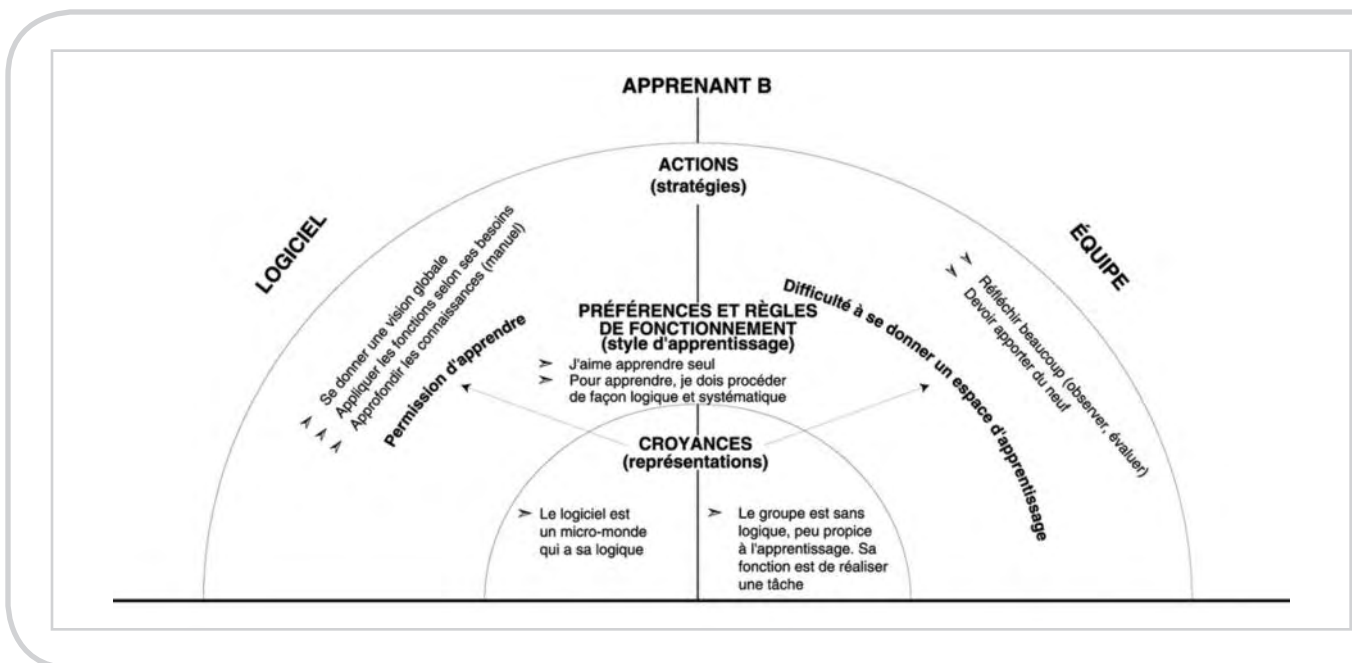 APPRENANT B
ACTIONS
(stratégies)
LOGICIEL
Se donner une vision globale
Appliquer les fonctions selon ses besoins
Approfondir les connaissances (manuel)
Permission d'apprendre
PRÉFÉRENCES ET RÈGLES
DE FONCTIONNEMENT
(style d'apprentissage)
➢ J'aime apprendre seul
➢ Pour apprendre, je dois procéder
de façon logique et systématique
ÉQUIPE
Réfléchir beaucoup (observer, évaluer)
Devoir apporter du neuf
Difficulté à se donner un espace d'apprentissage
CROYANCES
(représentations)
➢ Le logiciel est
un micro-monde
qui a sa logique
➢ Le groupe est sans
logique, peu propice
à l'apprentissage. Sa
fonction est de réaliser
une tâche